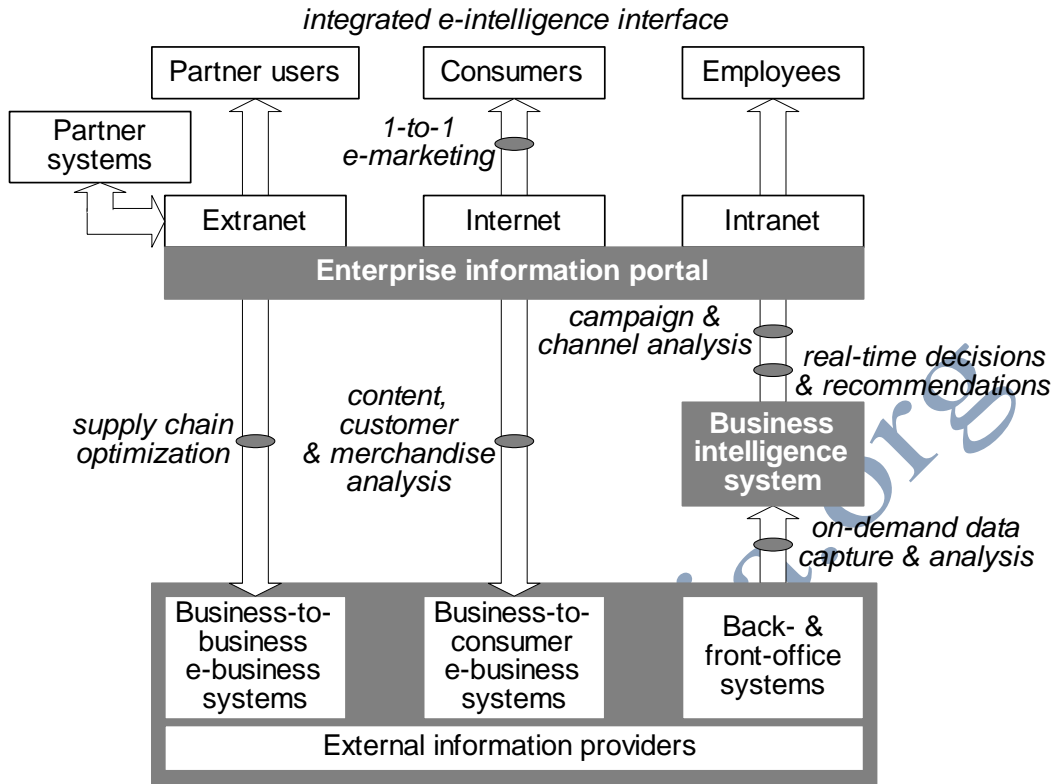 integrated e-intelligence interface
Partner users
Consumers
Employees
Partner
systems
1-to-1
e-marketing
Extranet
Internet
Intranet
Enterprise information portal
campaign &
channel analysis
real-time decisions
& recommendations
supply chain
optimization
content,
customer
& merchandise
analysis
Business
intelligence
system
on-demand data
capture & analysis
Business-to-
business
e-business
systems
Business-to-
consumer
e-business
systems
Back- &
front-office
systems
External information providers